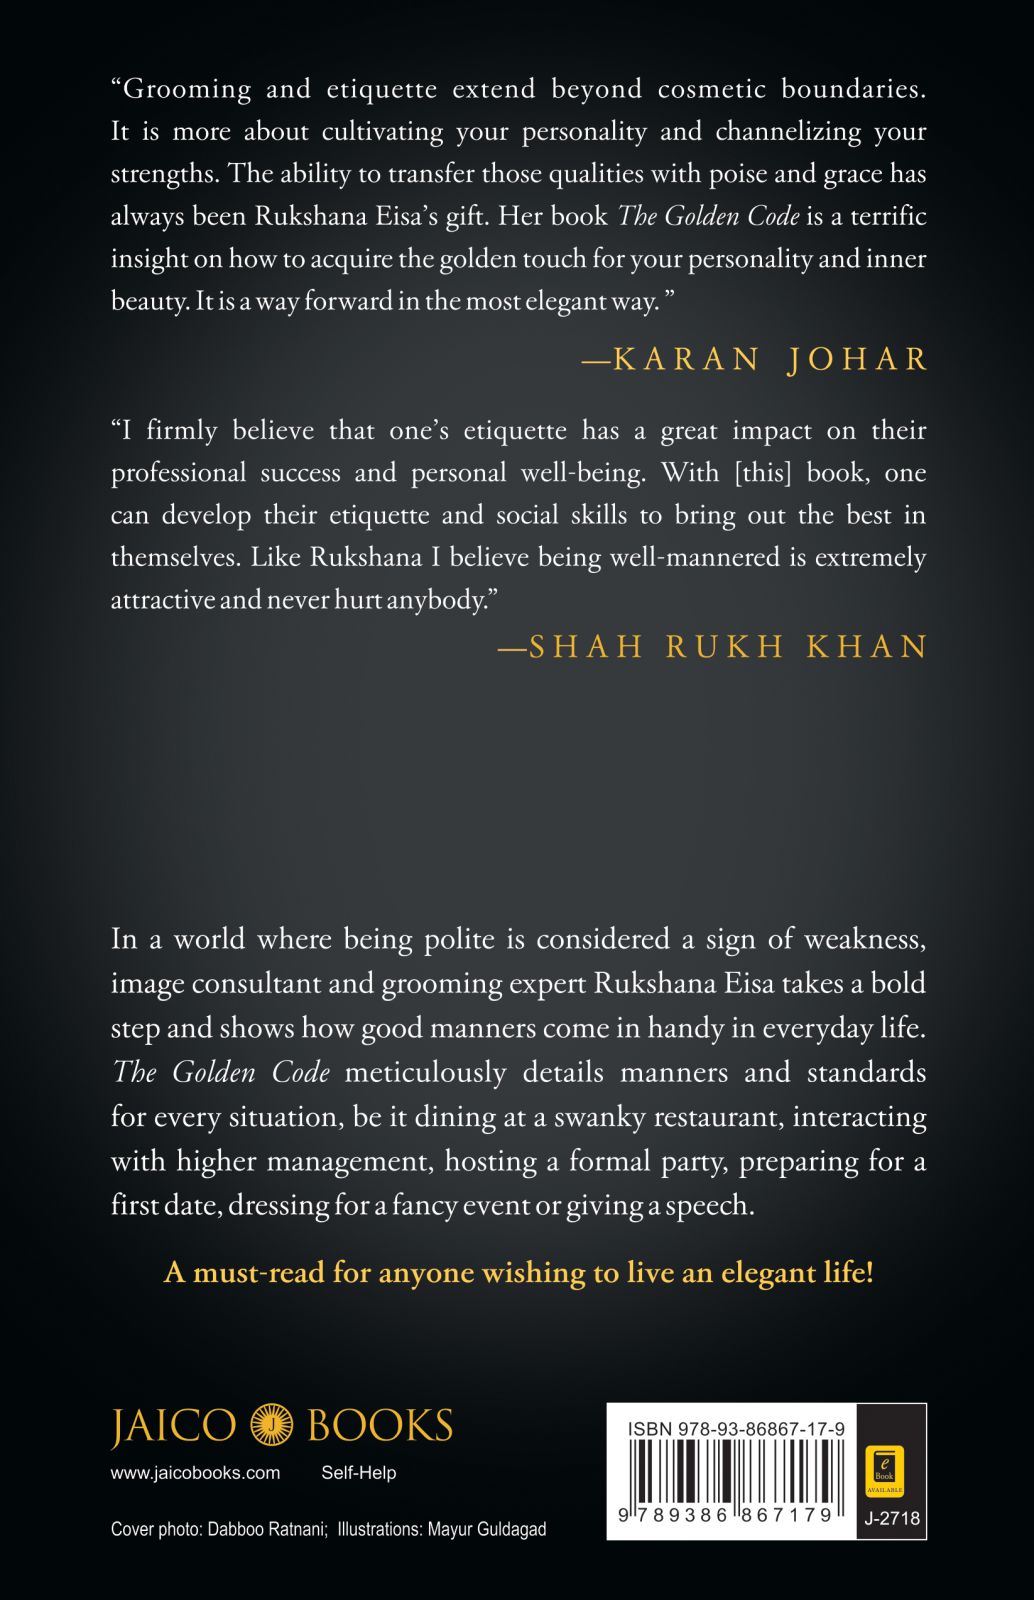 “Grooming and etiquette extend beyond cosmetic boundaries.
It is more about cultivating your personality and channelizing your
strengths. The ability to transfer those qualities with poise and grace has
always been Rukshana Eisa’s gift. Her book The Golden Code is a terrific
insight on how to acquire the golden touch for your personality and inner
beauty. It is a way forward in the most elegant way. ”
—KARAN JOHAR
“I firmly believe that one’s etiquette has a great impact on their
professional success and personal well-being. With [this] book, one
can develop their etiquette and social skills to bring out the best in
themselves. Like Rukshana I believe being well-mannered is extremely
attractive and never hurt anybody.”
—SHAH RUKH KHAN
In a world where being polite is considered a sign of weakness,
image consultant and grooming expert Rukshana Eisa takes a bold
step and shows how good manners come in handy in everyday life.
The Golden Code meticulously details manners and standards
for every situation, be it dining at a swanky restaurant, interacting
with higher management, hosting a formal party, preparing for a
first date, dressing for a fancy event or giving a speech.
A must-read for anyone wishing to live an elegant life!
JAICO J BOOKS
www.jaicobooks.com Self-Help
Cover photo: Dabboo Ratnani; Illustrations: Mayur Guldagad
ISBN 978-93-86867-17-9
9 789386 867179
e
Book
AVAILABLE
J-2718